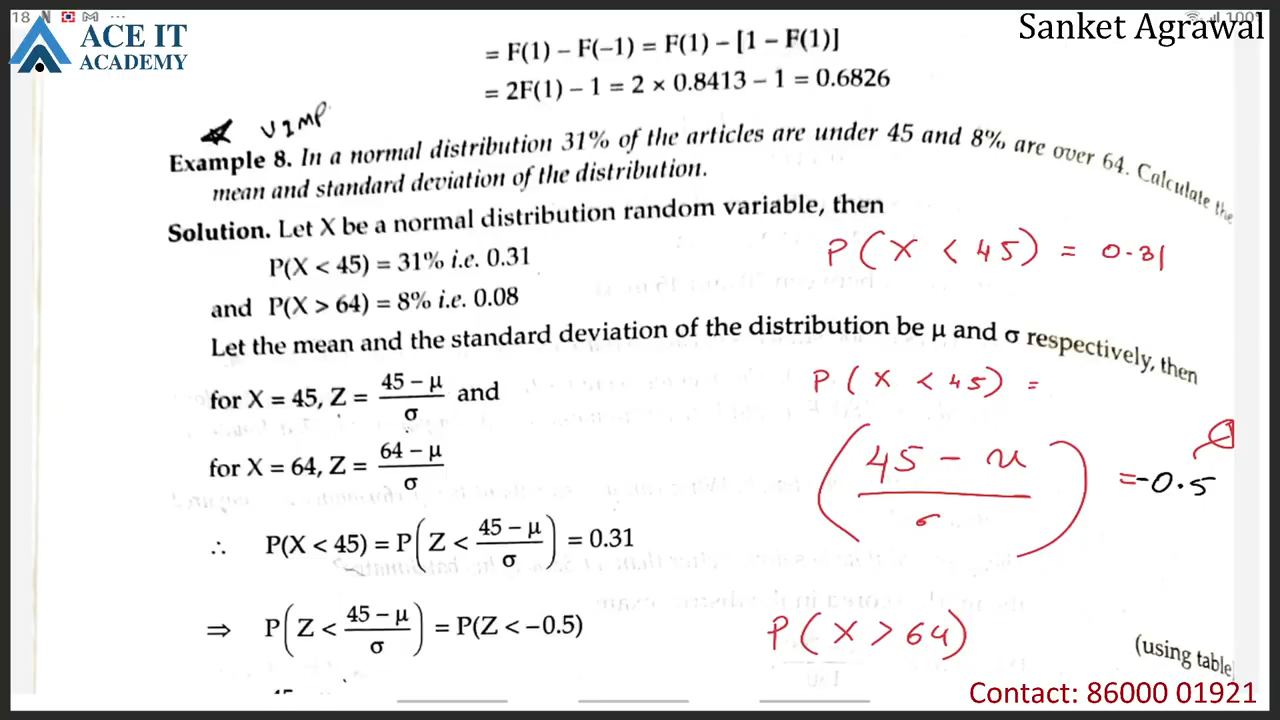 18 N M ... 100%
ACE IT
ACADEMY
Sanket Agrawal
= F(1) – F(–1) = F(1) – [1 – F(1)]
= 2F(1) – 1 = 2 × 0.8413 – 1 = 0.6826
★ VIMP
Example 8. In a normal distribution 31% of the articles are under 45 and 8% are over 64. Calculate the
mean and standard deviation of the distribution.
Solution. Let X be a normal distribution random variable, then
P(X < 45) = 31% i.e. 0.31
P(X < 45) = 0.31
and P(X > 64) = 8% i.e. 0.08
Let the mean and the standard deviation of the distribution be μ and σ respectively, then
for X = 45, Z = (45 – μ)/σ and
P(X < 45) =
for X = 64, Z = (64 – μ)/σ
((45 – μ)/σ) = -0.5
∴ P(X < 45) = P(Z < (45 – μ)/σ) = 0.31
⇒ P(Z < (45 – μ)/σ) = P(Z < –0.5)
P(X > 64)
(using table
Contact: 86000 01921